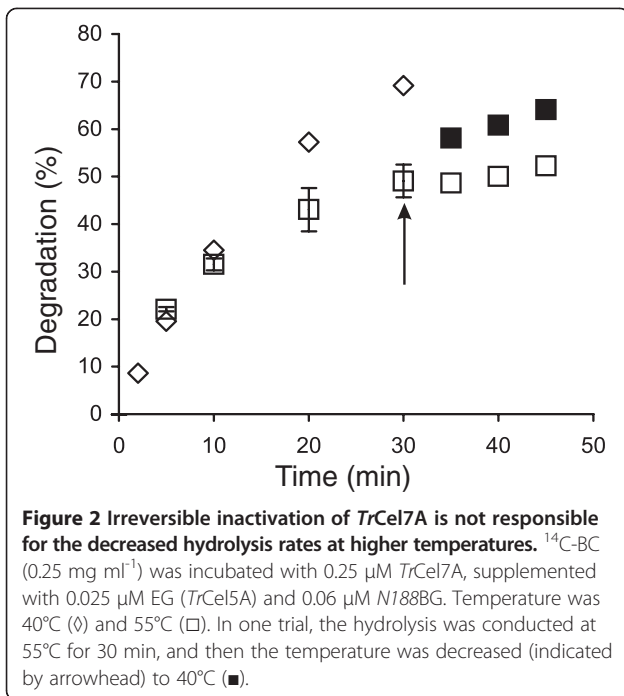 80
70
60
50
40
30
20
10
0
Degradation (%)
0 10 20 30 40 50
Time (min)
Figure 2 Irreversible inactivation of TrCel7A is not responsible
for the decreased hydrolysis rates at higher temperatures. ¹⁴C-BC
(0.25 mg ml⁻¹) was incubated with 0.25 μM TrCel7A, supplemented
with 0.025 μM EG (TrCel5A) and 0.06 μM N188BG. Temperature was
40°C (◊) and 55°C (□). In one trial, the hydrolysis was conducted at
55°C for 30 min, and then the temperature was decreased (indicated
by arrowhead) to 40°C (■).